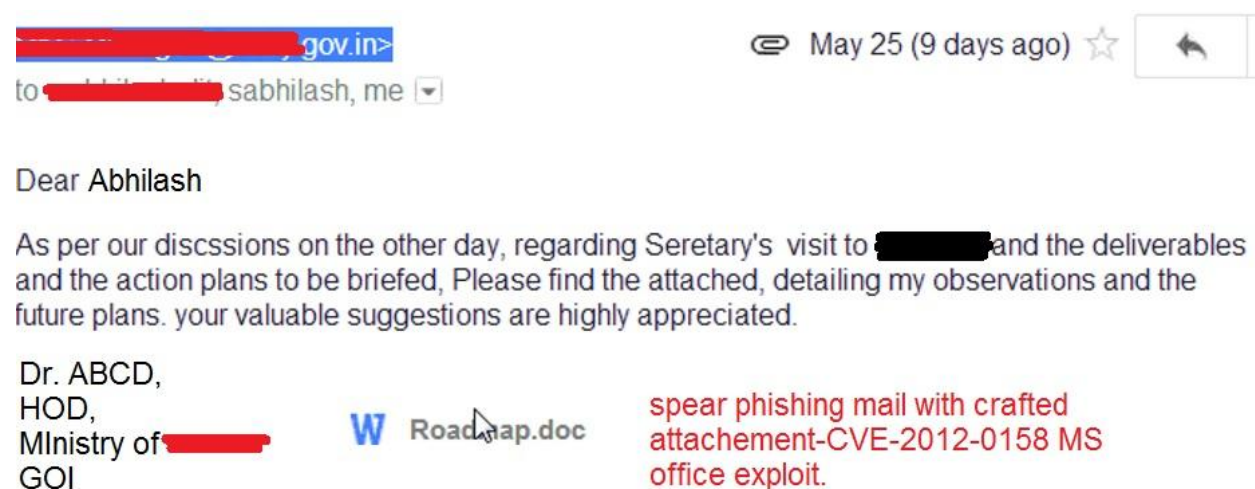 gov.in>
May 25 (9 days ago)
to sabhilash, me
Dear Abhilash
As per our discssions on the other day, regarding Seretary's visit to and the deliverables
and the action plans to be briefed, Please find the attached, detailing my observations and the
future plans. your valuable suggestions are highly appreciated.
Dr. ABCD,
HOD,
MInistry of
GOI
W Roadmap.doc
spear phishing mail with crafted
attachement-CVE-2012-0158 MS
office exploit.